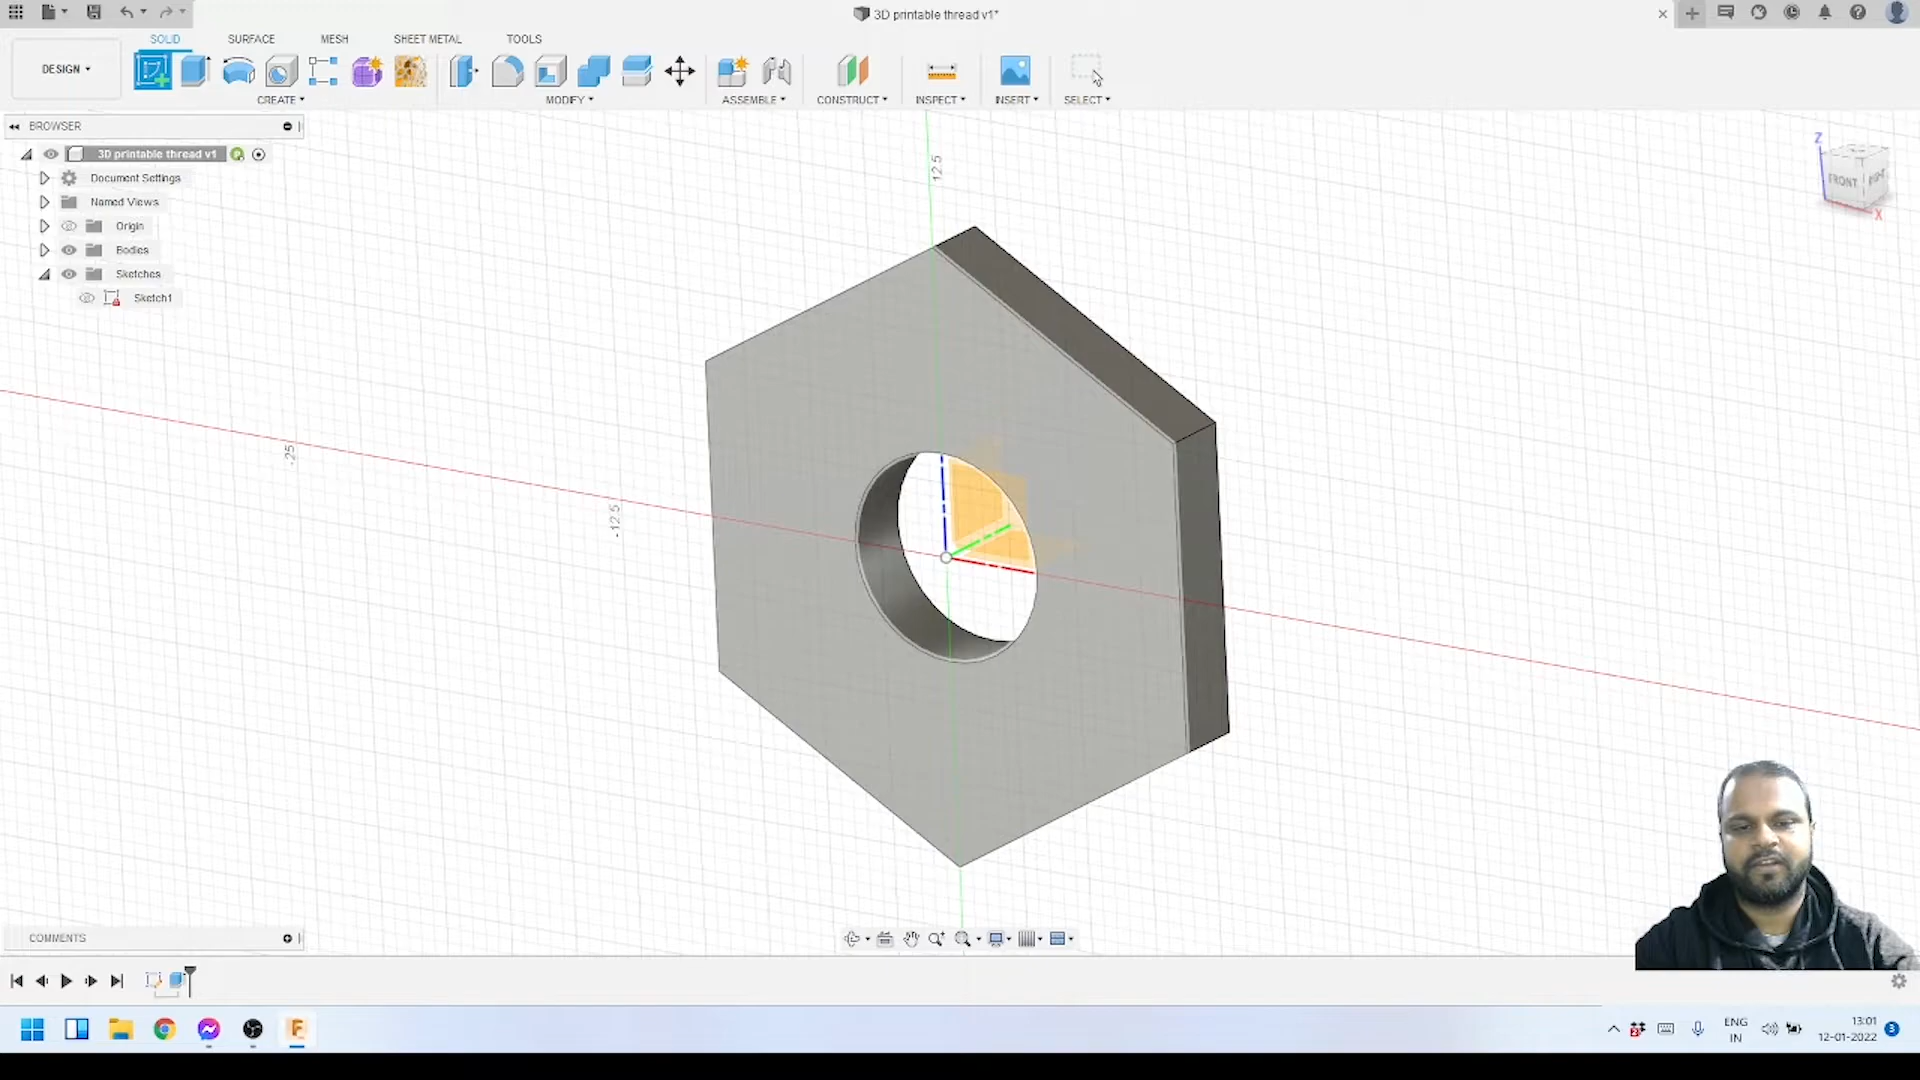 3D printable thread v1*
SOLID SURFACE MESH SHEET METAL TOOLS
DESIGN
CREATE MODIFY ASSEMBLE CONSTRUCT INSPECT INSERT SELECT
BROWSER
3D printable thread v1
Document Settings
Named Views
Origin
Bodies
Sketches
Sketch1
12.5
-25
-12.5
Z
FRONT RIGHT
X
COMMENTS
ENG
IN
13:01
12-01-2022
3